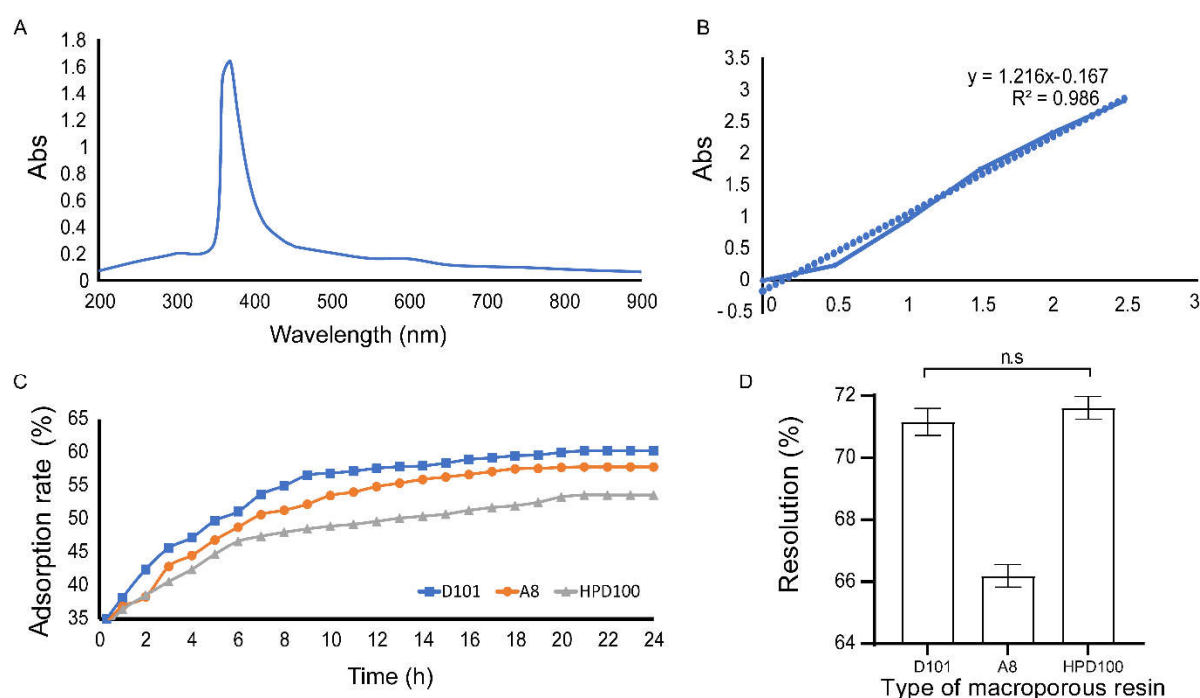 A
Abs
1.8
1.6
1.4
1.2
1
0.8
0.6
0.4
0.2
0
200 300 400 500 600 700 800 900
Wavelength (nm)
B
Abs
3.5
3
2.5
2
1.5
1
0.5
0
-0.5
y = 1.216x-0.167
R² = 0.986
0 0.5 1 1.5 2 2.5 3
C
Adsorption rate (%)
65
60
55
50
45
40
35
D101 A8 HPD100
0 2 4 6 8 10 12 14 16 18 20 22 24
Time (h)
D
n.s
Resolution (%)
72
70
68
66
64
D101 A8 HPD100
Type of macroporous resin